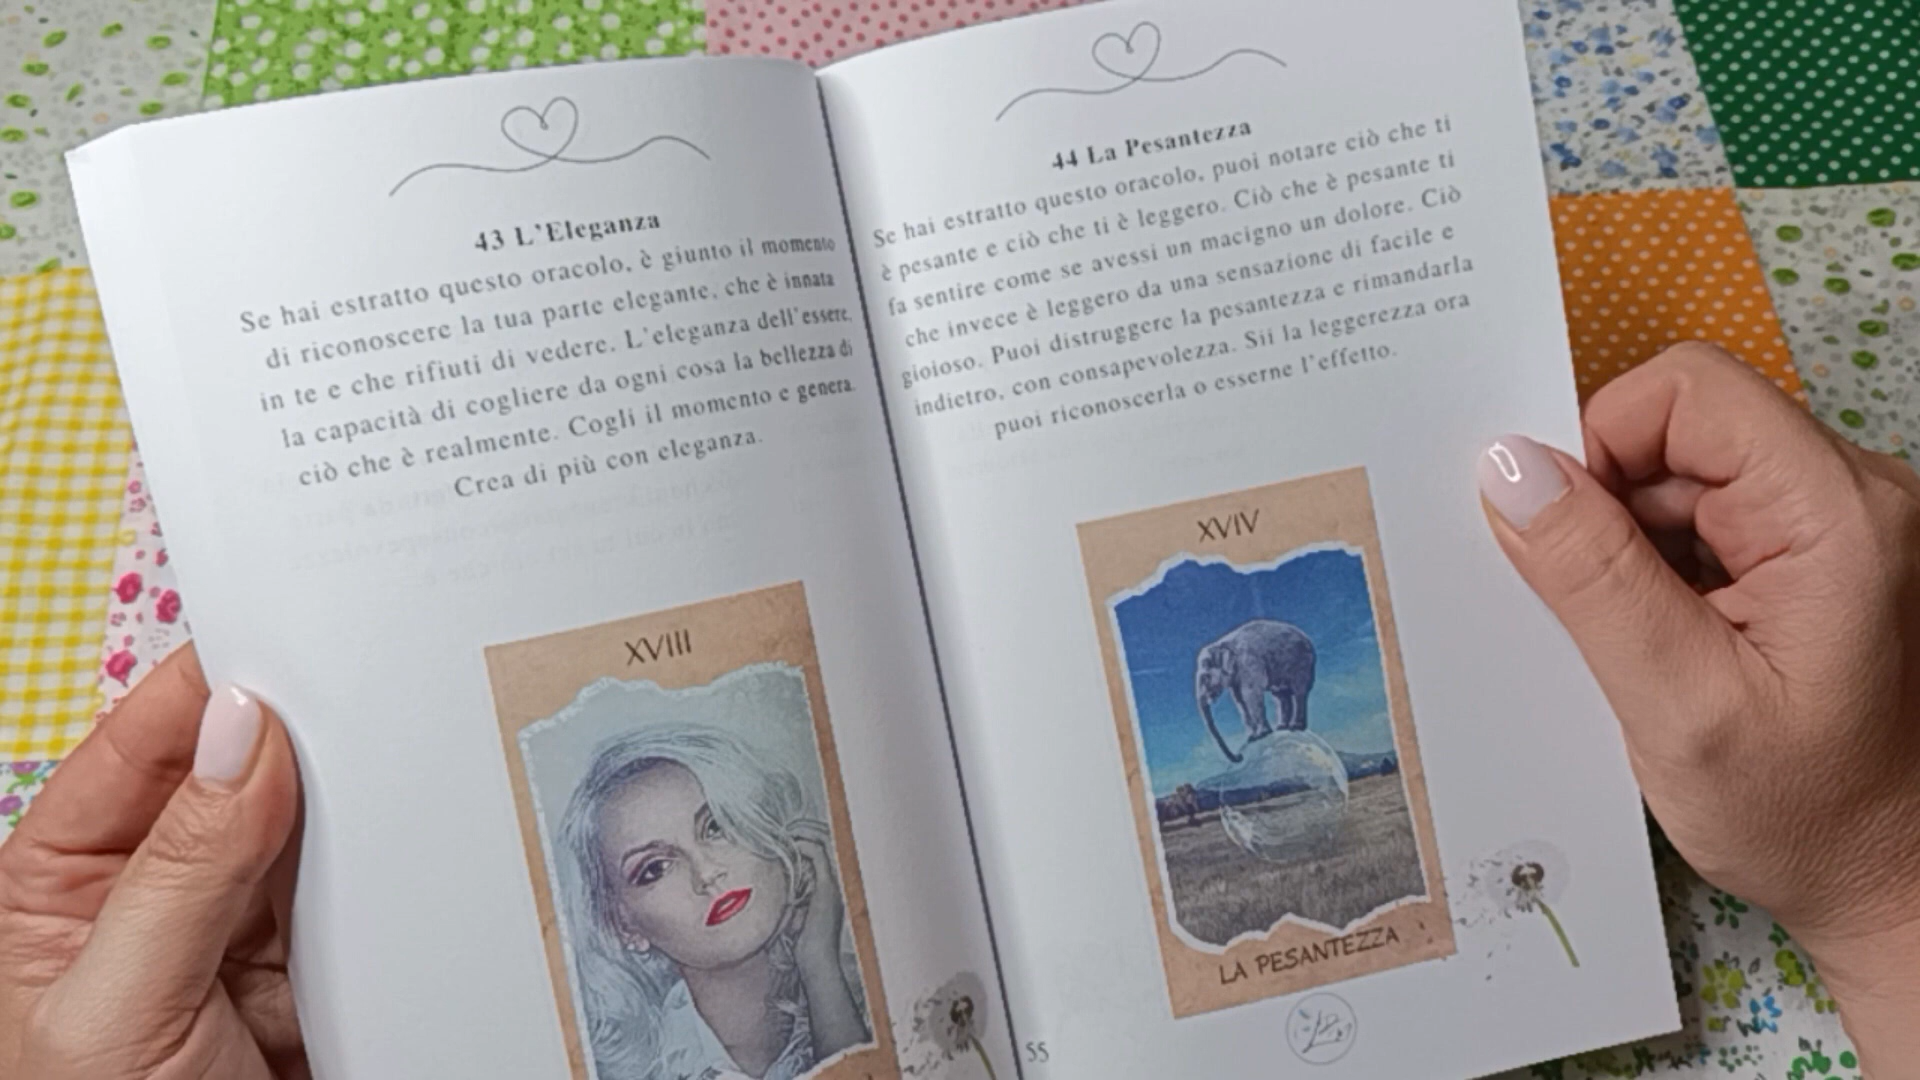 43 L'Eleganza
Se hai estratto questo oracolo, è giunto il momento
di riconoscere la tua parte elegante, che è innata
in te e che rifiuti di vedere. L'eleganza dell'essere,
la capacità di cogliere da ogni cosa la bellezza di
ciò che è realmente. Cogli il momento e genera.
Crea di più con eleganza.
XVIII
44 La Pesantezza
Se hai estratto questo oracolo, puoi notare ciò che ti
è pesante e ciò che ti è leggero. Ciò che è pesante ti
fa sentire come se avessi un macigno un dolore. Ciò
che invece è leggero da una sensazione di facile e
gioioso. Puoi distruggere la pesantezza e rimandarla
indietro, con consapevolezza. Sii la leggerezza ora
puoi riconoscerla o esserne l'effetto.
XVIV
LA PESANTEZZA
55